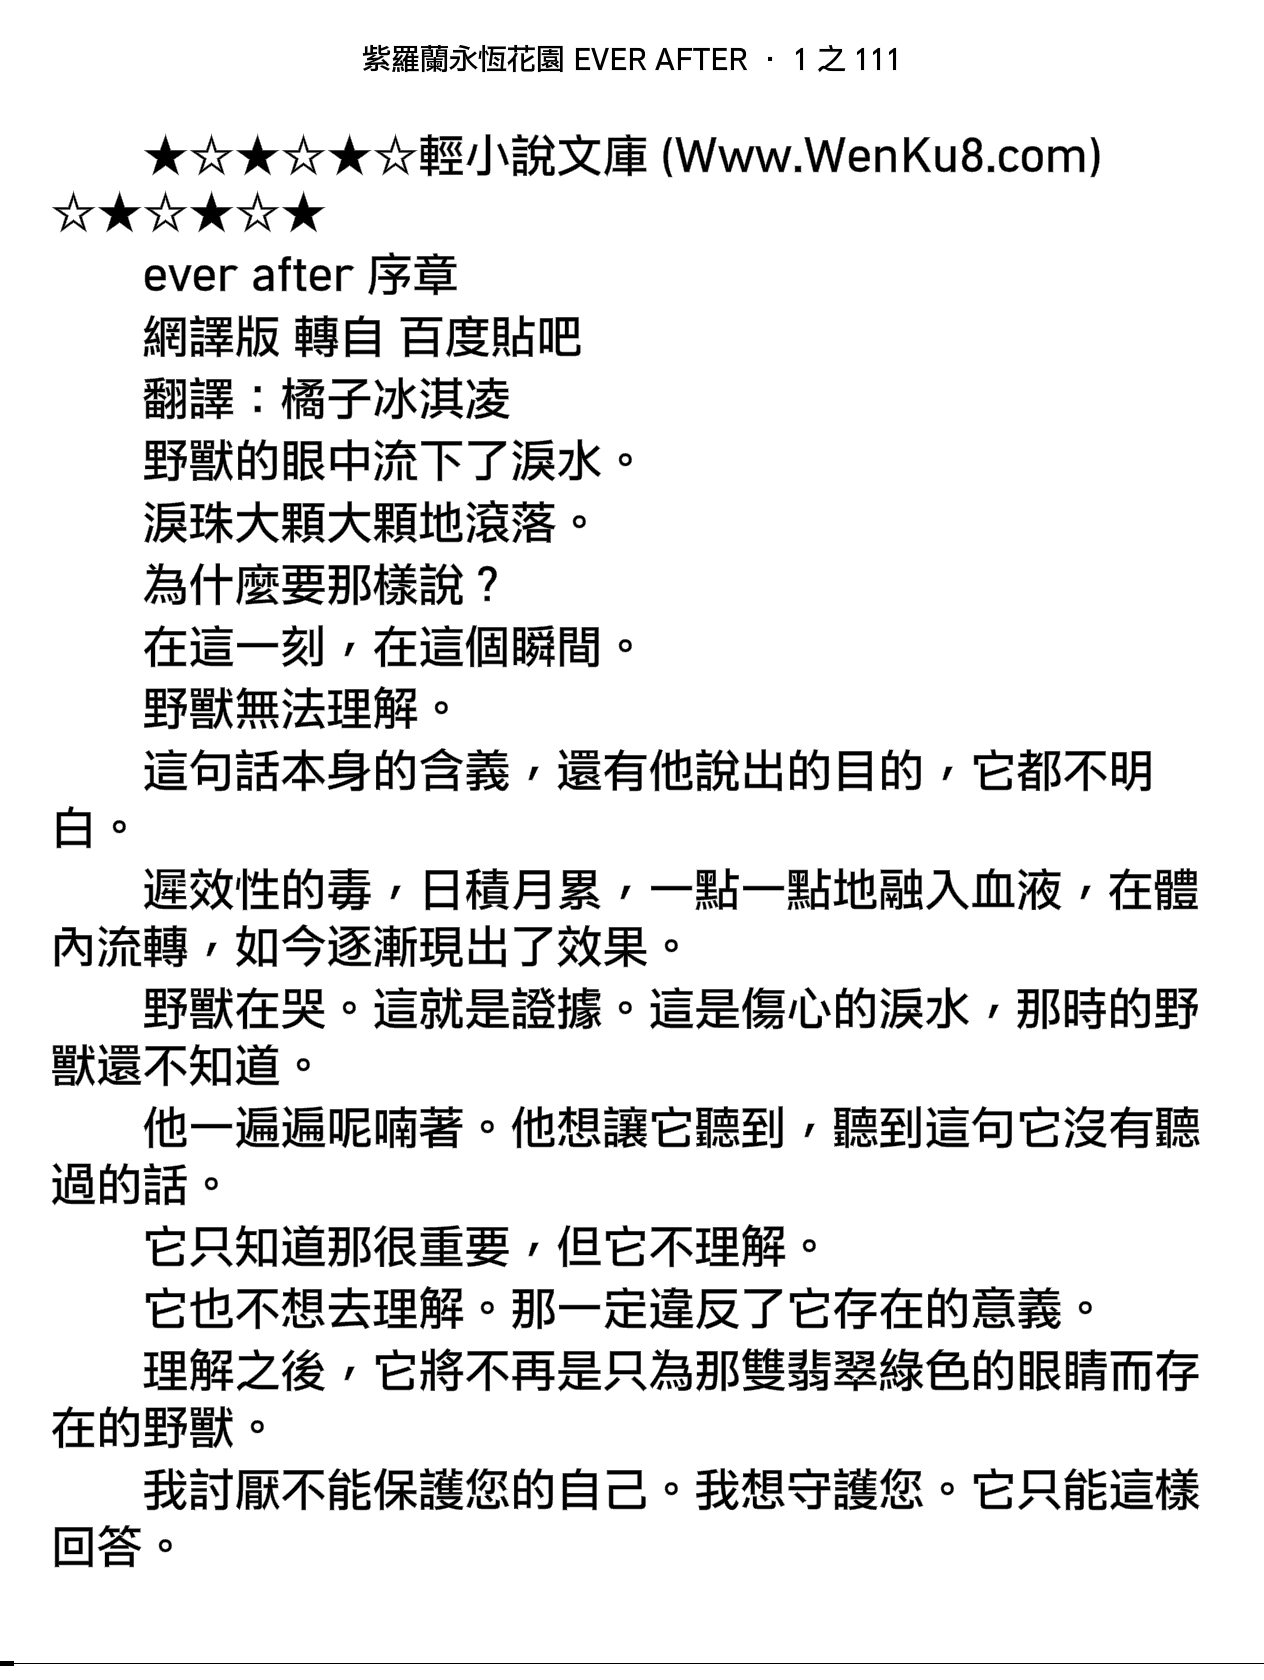 紫羅蘭永恆花園 EVER AFTER · 1 之 111
★☆★☆★☆輕小說文庫 (Www.WenKu8.com)
☆★☆★☆★
ever after 序章
網譯版 轉自 百度貼吧
翻譯：橘子冰淇凌
野獸的眼中流下了淚水。
淚珠大顆大顆地滾落。
為什麼要那樣說？
在這一刻，在這個瞬間。
野獸無法理解。
這句話本身的含義，還有他說出的目的，它都不明
白。
遲效性的毒，日積月累，一點一點地融入血液，在體
內流轉，如今逐漸現出了效果。
野獸在哭。這就是證據。這是傷心的淚水，那時的野
獸還不知道。
他一遍遍呢喃著。他想讓它聽到，聽到這句它沒有聽
過的話。
它只知道那很重要，但它不理解。
它也不想去理解。那一定違反了它存在的意義。
理解之後，它將不再是只為那雙翡翠綠色的眼睛而存
在的野獸。
我討厭不能保護您的自己。我想守護您。它只能這樣
回答。